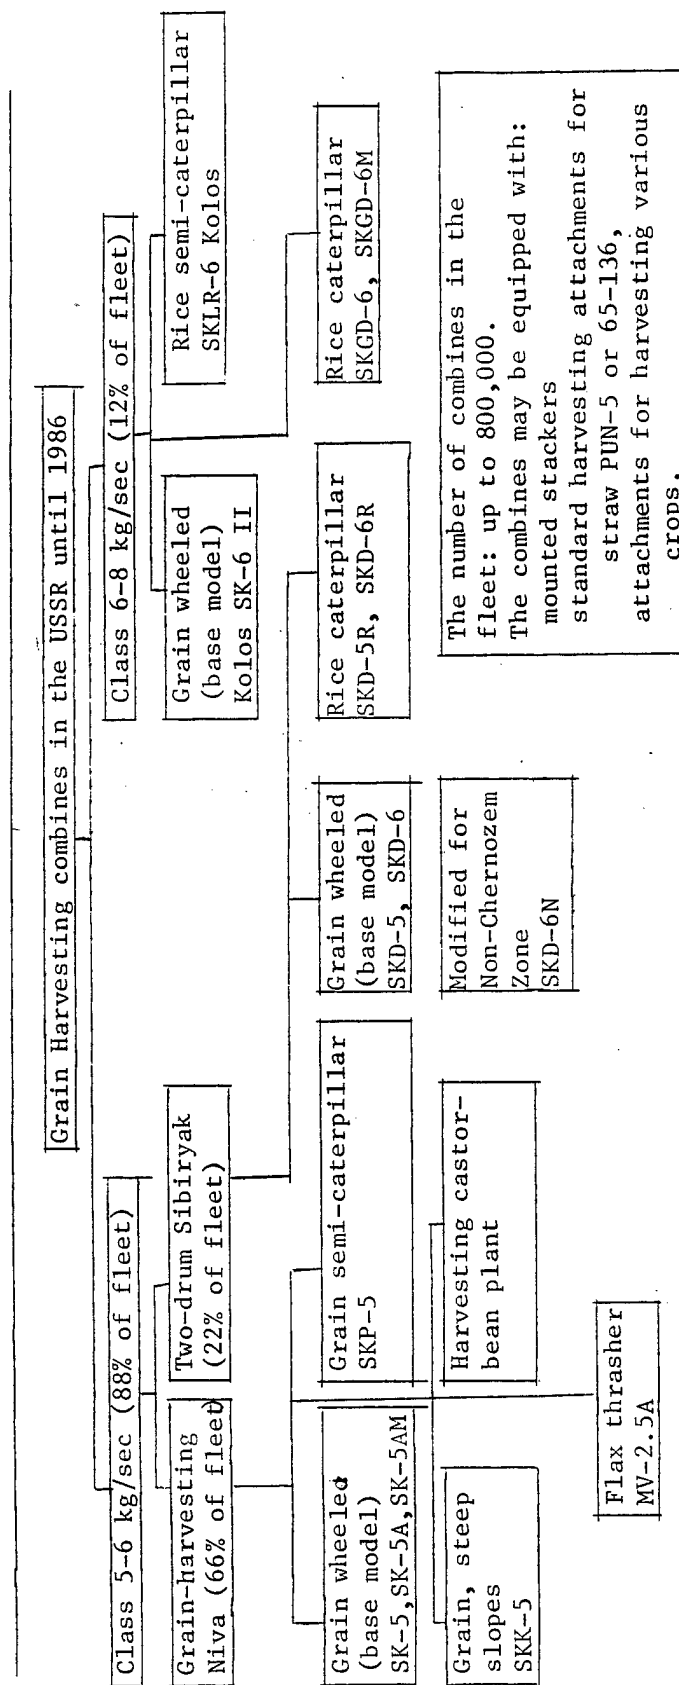 Grain Harvesting combines in the USSR until 1986
Class 5-6 kg/sec (88% of fleet)
Class 6-8 kg/sec (12% of fleet)
Grain-harvesting
Niva (66% of fleet)
Two-drum Sibiryak
(22% of fleet)
Grain wheeled
(base model)
Kolos SK-6 II
Rice semi-caterpillar
SKLR-6 Kolos
Grain wheeled
(base model)
SK-5, SK-5A,SK-5AM
Grain semi-caterpillar
SKP-5
Grain wheeled
(base model)
SKD-5, SKD-6
Rice caterpillar
SKD-5R, SKD-6R
Rice caterpillar
SKGD-6, SKGD-6M
Grain, steep
slopes
SKK-5
Harvesting castor-
bean plant
Modified for
Non-Chernozem
Zone
SKD-6N
The number of combines in the
fleet: up to 800,000.
The combines may be equipped with:
mounted stackers
standard harvesting attachments for
straw PUN-5 or 65-136,
attachments for harvesting various
crops.
Flax thrasher
MV-2.5A